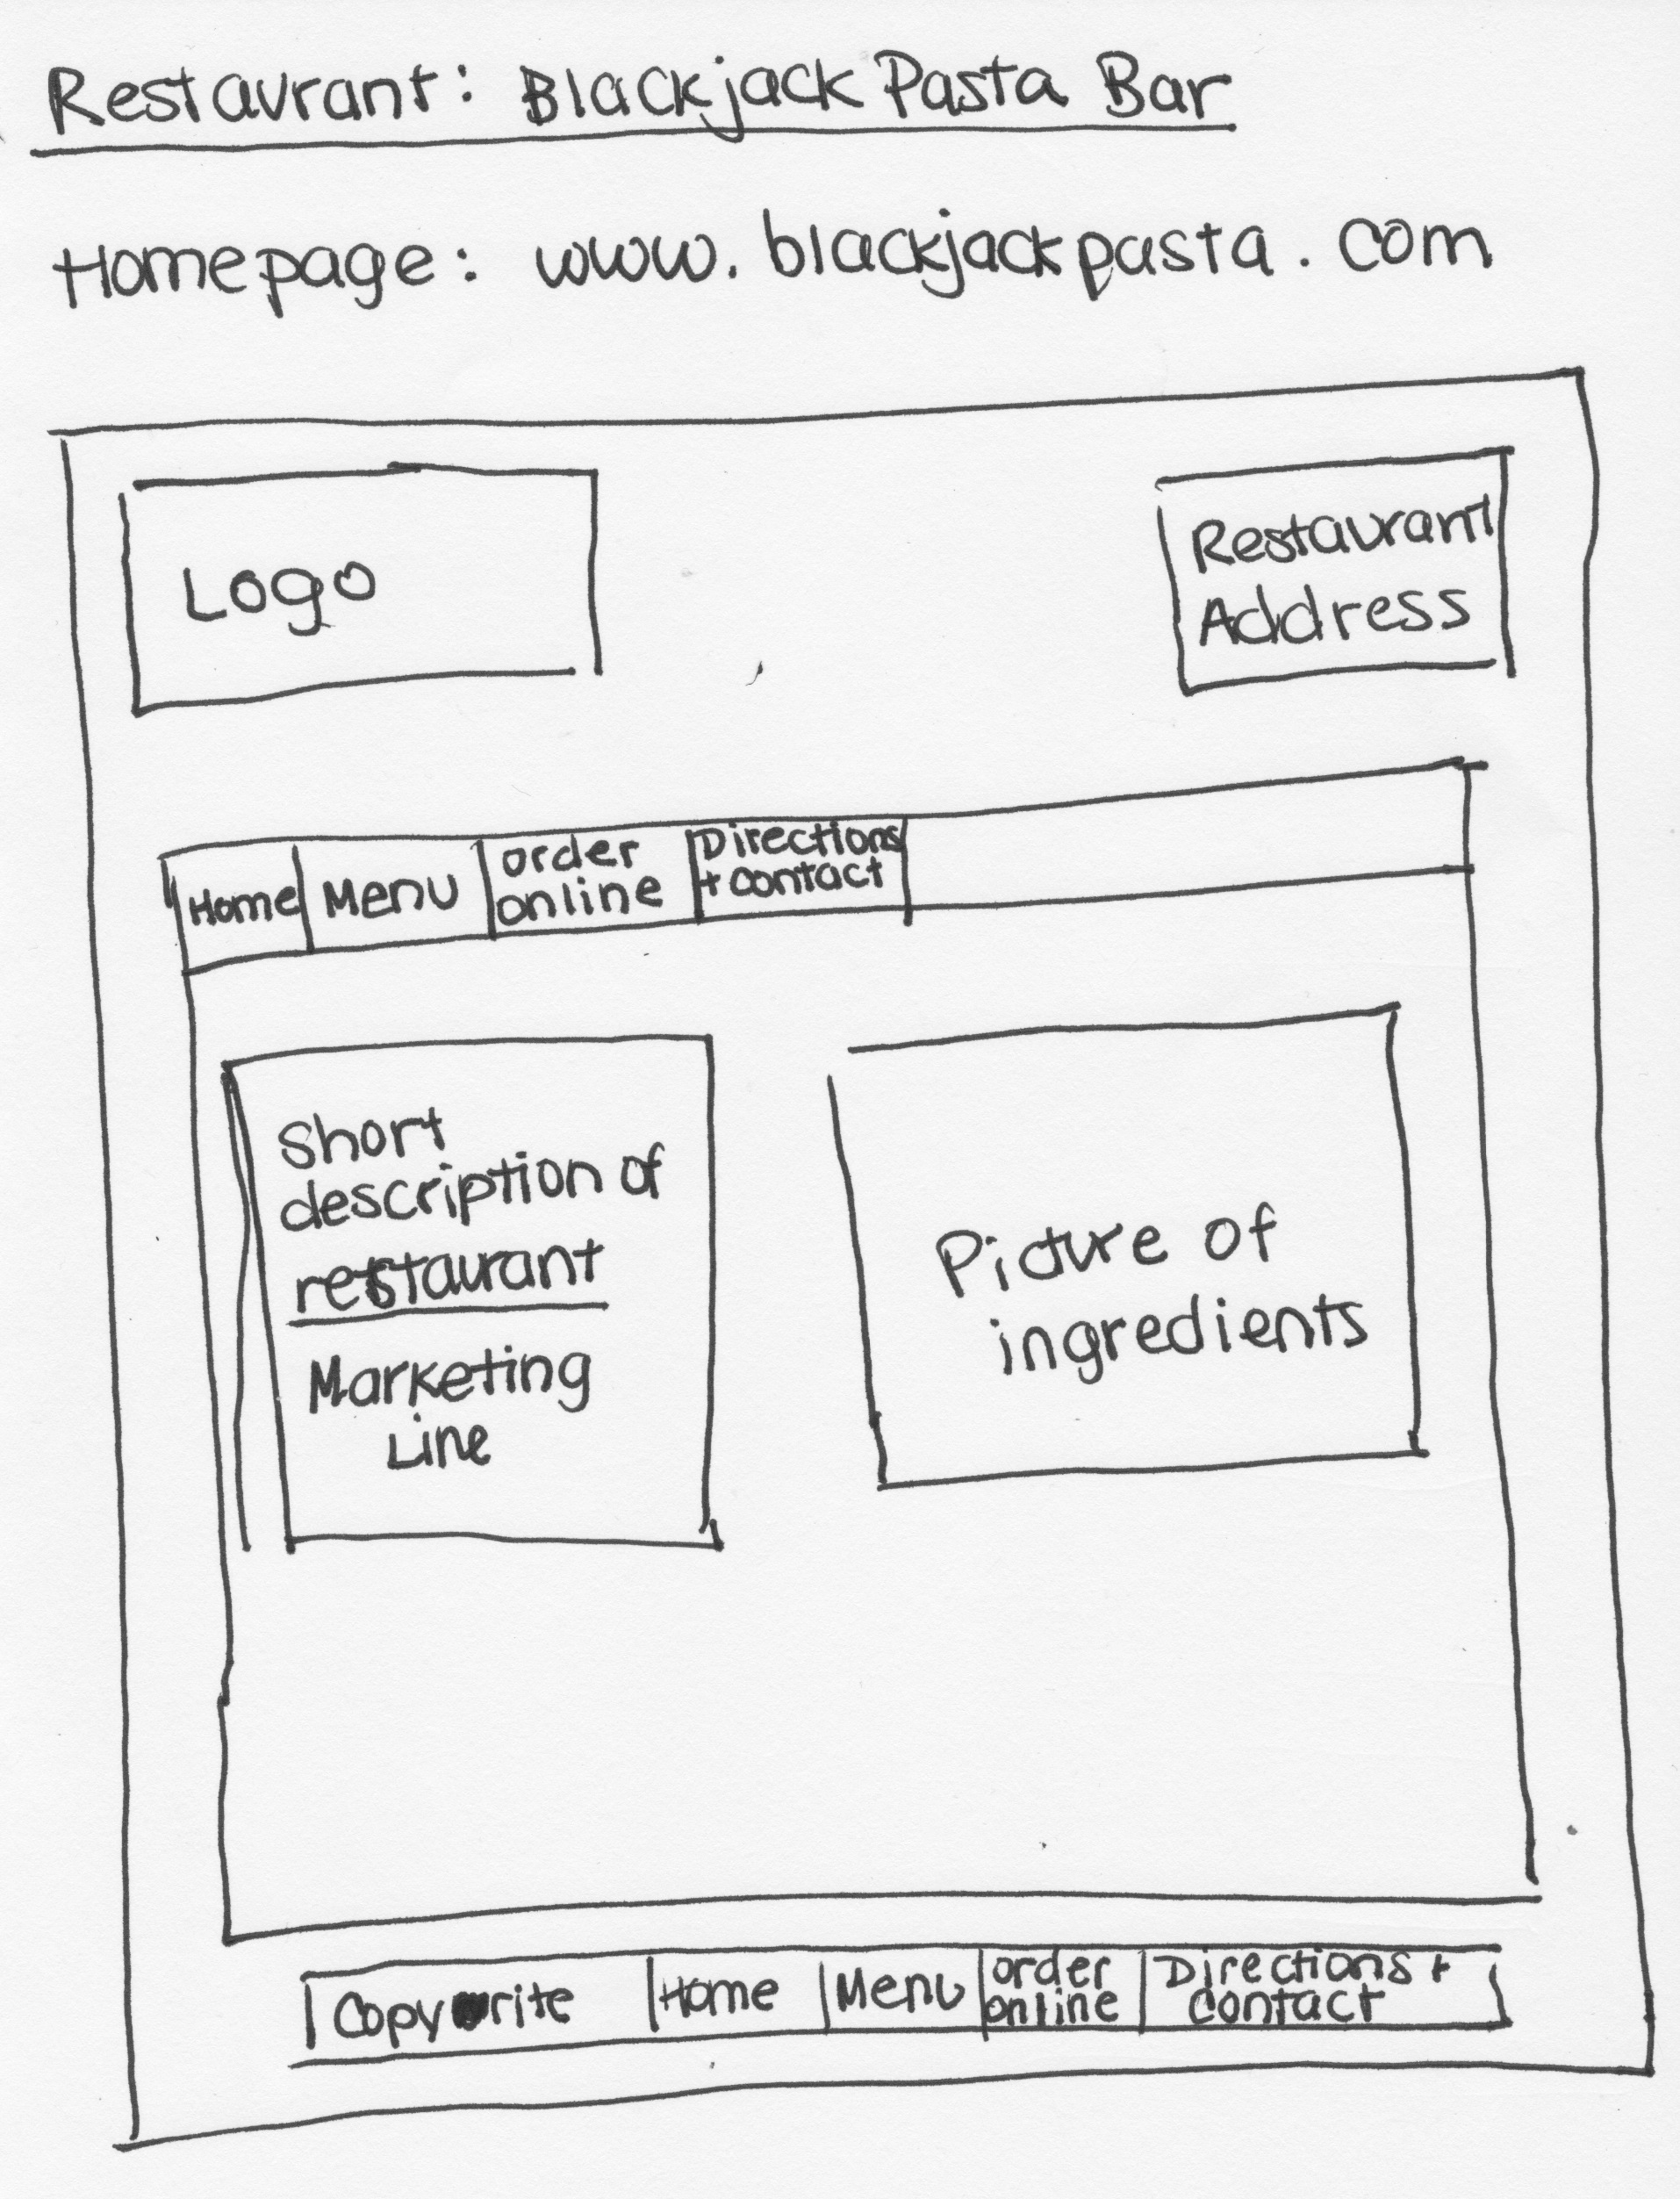 Restaurant: Blackjack Pasta Bar
Homepage: www.blackjackpasta.com
Logo
Restaurant
Address
Home
Menu
order
online
Directions
+ contact
Short
description of
restaurant
Marketing
Line
Picture of
ingredients
Copyrite
Home
Menu
order
online
Directions +
contact